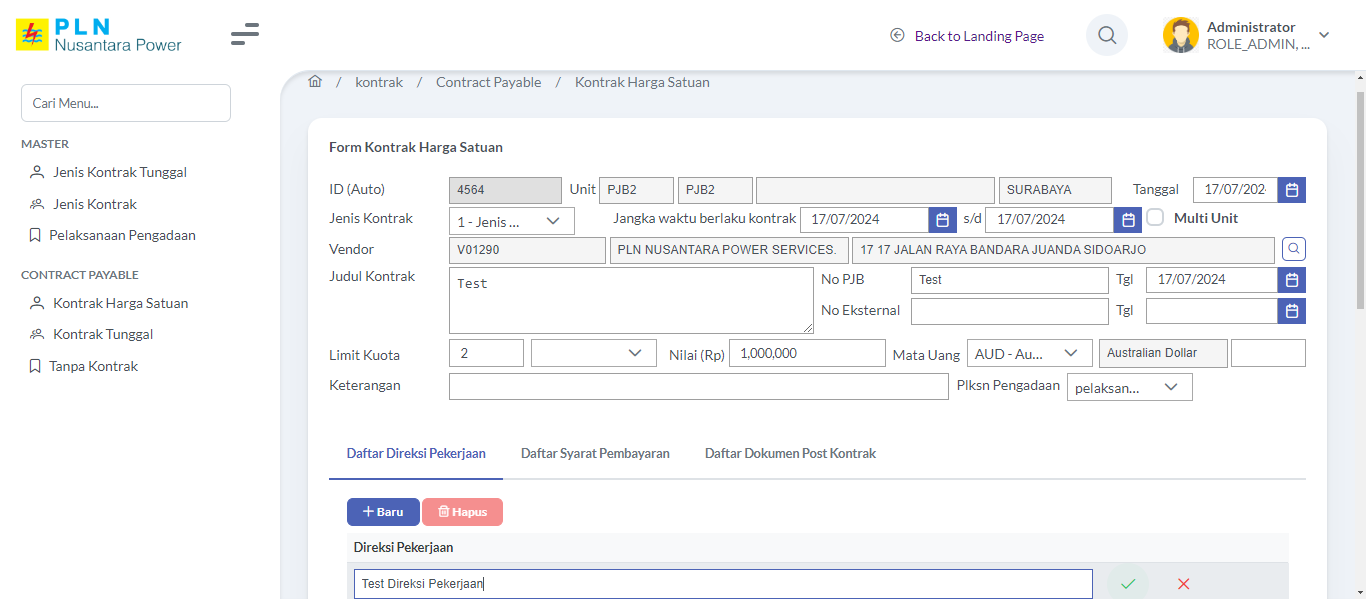 PLN
Nusantara Power
Back to Landing Page
Administrator
ROLE_ADMIN, ...
Cari Menu...
MASTER
Jenis Kontrak Tunggal
Jenis Kontrak
Pelaksanaan Pengadaan
CONTRACT PAYABLE
Kontrak Harga Satuan
Kontrak Tunggal
Tanpa Kontrak
/ kontrak / Contract Payable / Kontrak Harga Satuan
Form Kontrak Harga Satuan
ID (Auto) 4564 Unit PJB2 PJB2 SURABAYA Tanggal 17/07/202
Jenis Kontrak 1 - Jenis ... Jangka waktu berlaku kontrak 17/07/2024 s/d 17/07/2024 Multi Unit
Vendor V01290 PLN NUSANTARA POWER SERVICES. 17 17 JALAN RAYA BANDARA JUANDA SIDOARJO
Judul Kontrak Test No PJB Test Tgl 17/07/2024
No Eksternal Tgl
Limit Kuota 2 Nilai (Rp) 1,000,000 Mata Uang AUD - Au... Australian Dollar
Keterangan Plksn Pengadaan pelaksan...
Daftar Direksi Pekerjaan Daftar Syarat Pembayaran Daftar Dokumen Post Kontrak
+ Baru Hapus
Direksi Pekerjaan
Test Direksi Pekerjaan